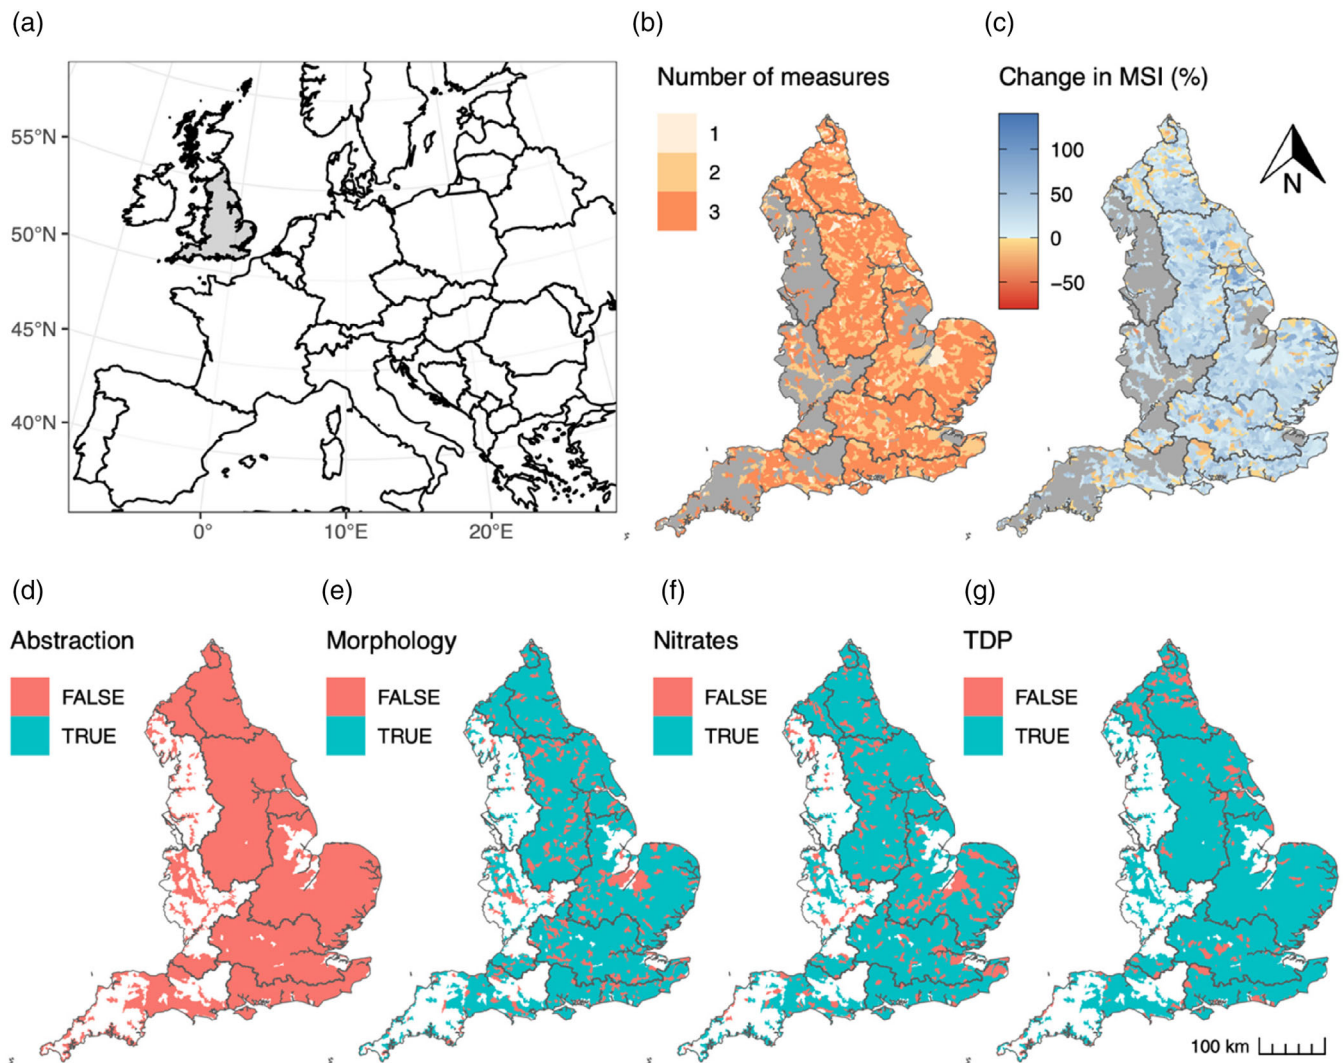 (a)
55°N
50°N
45°N
40°N
0°
10°E
20°E
(b)
Number of measures
1
2
3
(c)
Change in MSI (%)
100
50
0
−50
N
(d)
Abstraction
FALSE
TRUE
(e)
Morphology
FALSE
TRUE
(f)
Nitrates
FALSE
TRUE
(g)
TDP
FALSE
TRUE
100 km